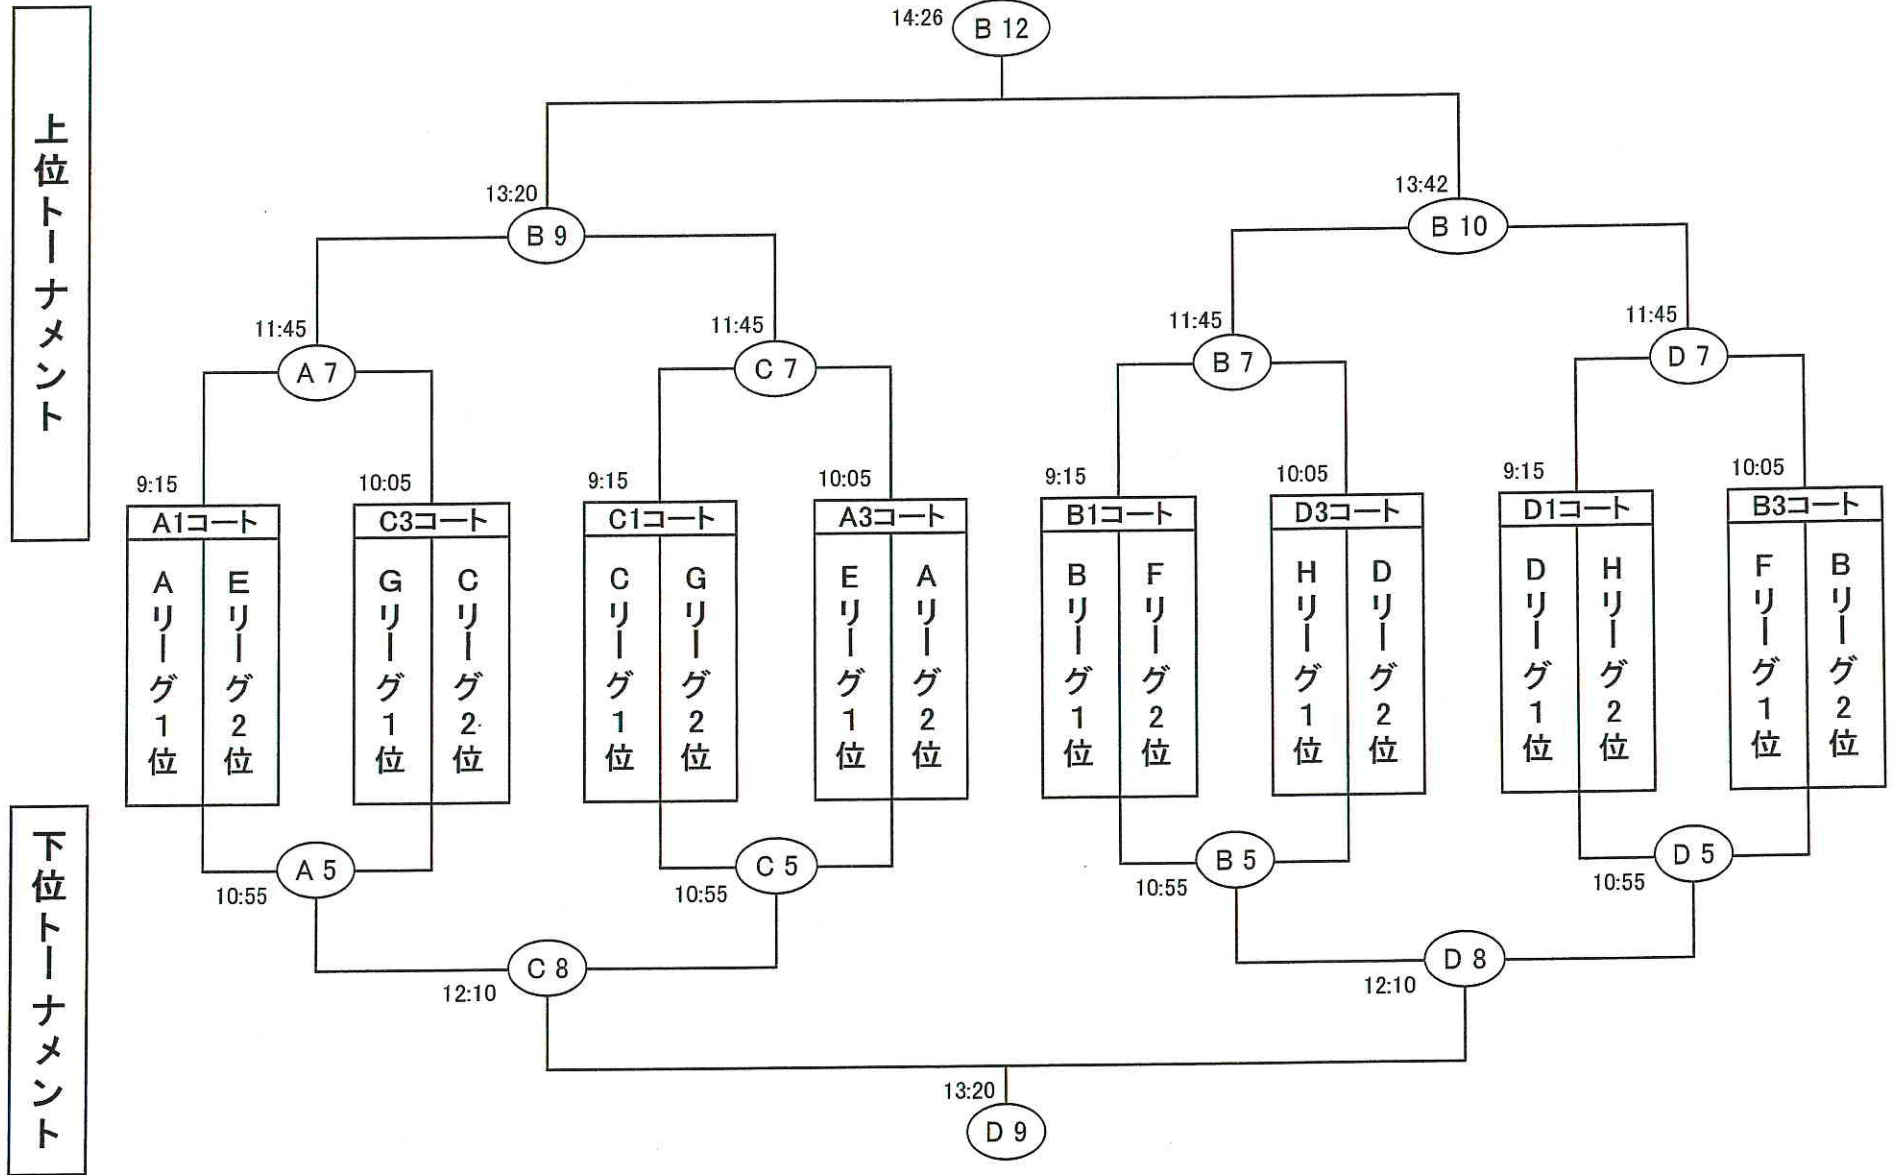 14:26
B 12
上位トーナメント
13:20
B 9
13:42
B 10
11:45
A 7
11:45
C 7
11:45
B 7
11:45
D 7
9:15
A1コート
Aリーグ1位
Eリーグ2位
10:05
C3コート
Gリーグ1位
Cリーグ2位
9:15
C1コート
Cリーグ1位
Gリーグ2位
10:05
A3コート
Eリーグ1位
Aリーグ2位
9:15
B1コート
Bリーグ1位
Fリーグ2位
10:05
D3コート
Hリーグ1位
Dリーグ2位
9:15
D1コート
Dリーグ1位
Hリーグ2位
10:05
B3コート
Fリーグ1位
Bリーグ2位
下位トーナメント
A 5
10:55
C 5
10:55
B 5
10:55
D 5
10:55
C 8
12:10
D 8
12:10
13:20
D 9